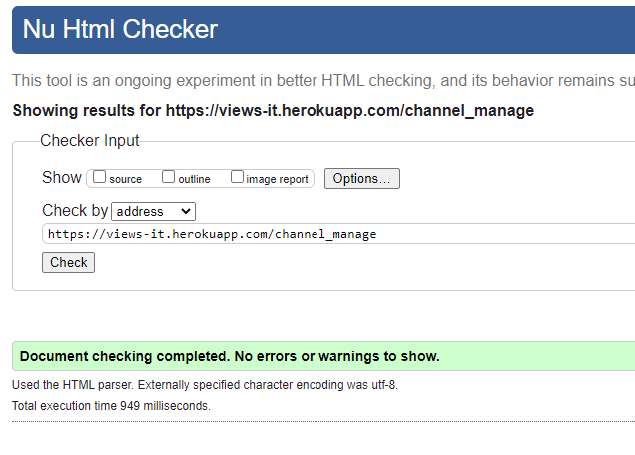 Nu Html Checker
This tool is an ongoing experiment in better HTML checking, and its behavior remains su
Showing results for https://views-it.herokuapp.com/channel_manage
Checker Input
Show source outline image report Options...
Check by address
https://views-it.herokuapp.com/channel_manage
Check
Document checking completed. No errors or warnings to show.
Used the HTML parser. Externally specified character encoding was utf-8.
Total execution time 949 milliseconds.